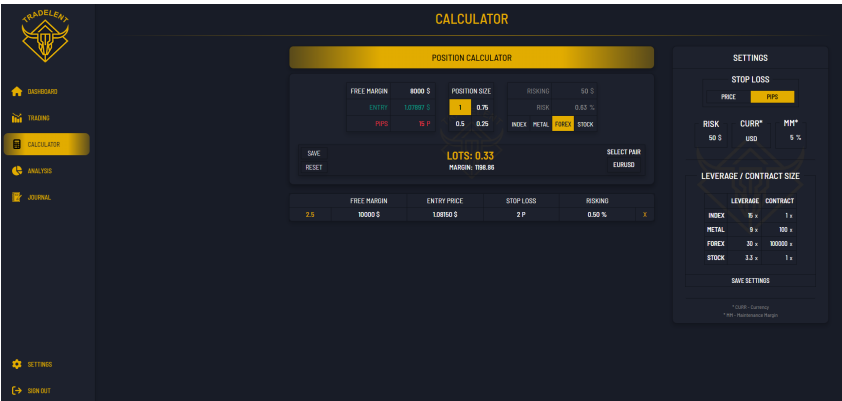 TRADELENT
CALCULATOR
DASHBOARD
TRADING
CALCULATOR
ANALYSIS
JOURNAL
SETTINGS
SIGN OUT
POSITION CALCULATOR
FREE MARGIN 8000 $
ENTRY 1.07897 $
PIPS 15 P
POSITION SIZE
1 0.75
0.5 0.25
RISKING 50 $
RISK 0.63 %
INDEX METAL FOREX STOCK
SAVE
RESET
LOTS: 0.33
MARGIN: 1198.86
SELECT PAIR
EURUSD
FREE MARGIN ENTRY PRICE STOP LOSS RISKING
2.5 10000 $ 1.08150 $ 2 P 0.50 % X
SETTINGS
STOP LOSS
PRICE PIPS
RISK CURR* MM*
50 $ USD 5 %
LEVERAGE / CONTRACT SIZE
LEVERAGE CONTRACT
INDEX 15 x 1 x
METAL 9 x 100 x
FOREX 30 x 100000 x
STOCK 3.3 x 1 x
SAVE SETTINGS
* CURR - Currency
* MM - Maintenance Margin